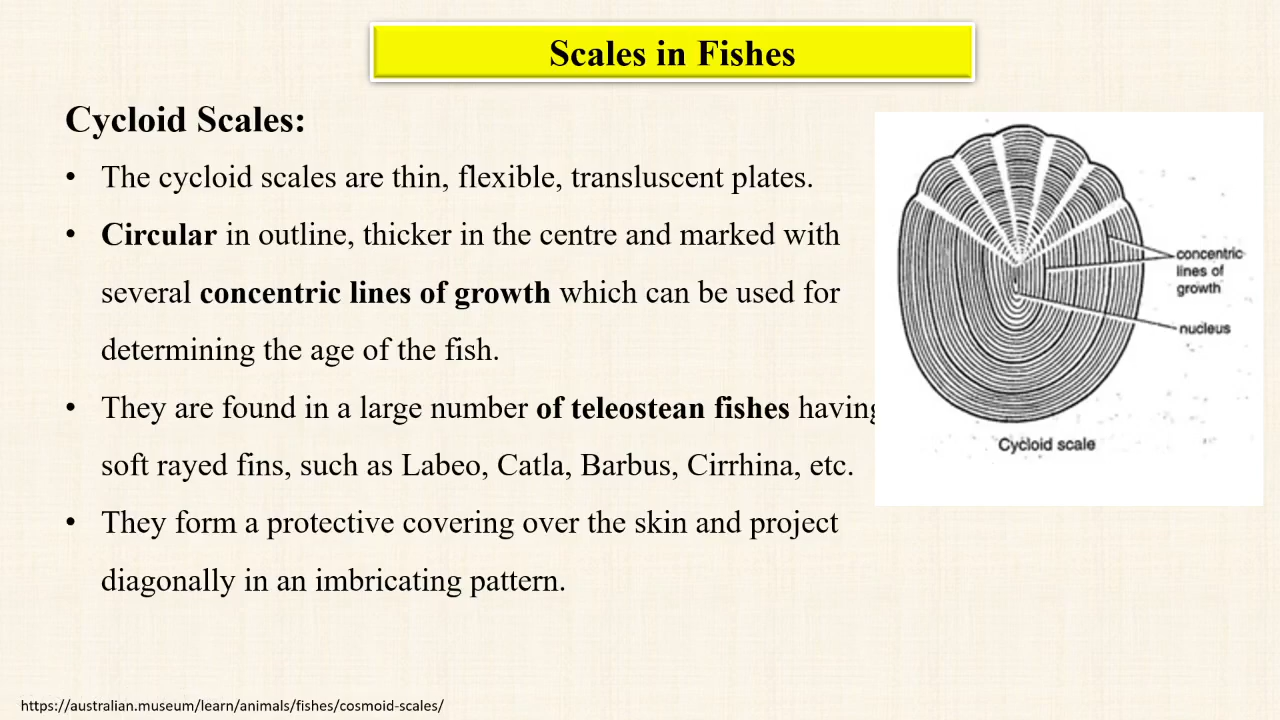 Scales in Fishes
Cycloid Scales:
• The cycloid scales are thin, flexible, transluscent plates.
• Circular in outline, thicker in the centre and marked with
several concentric lines of growth which can be used for
determining the age of the fish.
• They are found in a large number of teleostean fishes having
soft rayed fins, such as Labeo, Catla, Barbus, Cirrhina, etc.
• They form a protective covering over the skin and project
diagonally in an imbricating pattern.
concentric
lines of
growth
nucleus
Cycloid scale
https://australian.museum/learn/animals/fishes/cosmoid-scales/